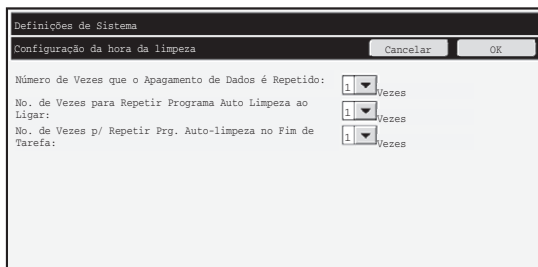 Definições de Sistema
Configuração da hora da limpeza
Cancelar
OK
Número de Vezes que o Apagamento de Dados é Repetido:
1
Vezes
No. de Vezes para Repetir Programa Auto Limpeza ao
Ligar:
1
Vezes
No. de Vezes p/ Repetir Prg. Auto-limpeza no Fim de
Tarefa:
1
Vezes